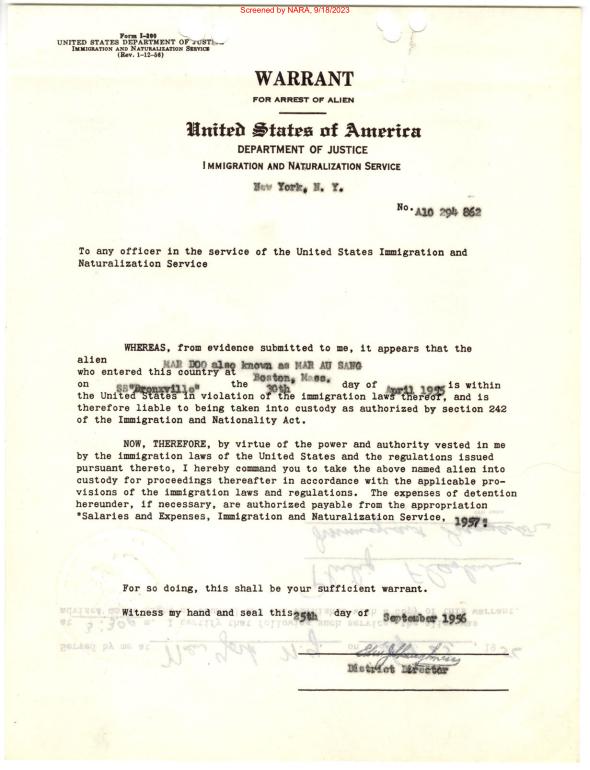 Screened by NARA, 9/18/2023
Form I-200
UNITED STATES DEPARTMENT OF JUSTI
IMMIGRATION AND NATURALIZATION SERVICE
(Rev. 1-12-56)
WARRANT
FOR ARREST OF ALIEN
United States of America
DEPARTMENT OF JUSTICE
IMMIGRATION AND NATURALIZATION SERVICE
New York, N. Y.
No. A10 294 862
To any officer in the service of the United States Immigration and
Naturalization Service
WHEREAS, from evidence submitted to me, it appears that the
alien MAR DOO also known as MAR AU SANG
who entered this country at Boston, Mass.
on SS"Bronxville" the 30th day of April 1955 is within
the United States in violation of the immigration laws thereof, and is
therefore liable to being taken into custody as authorized by section 242
of the Immigration and Nationality Act.
NOW, THEREFORE, by virtue of the power and authority vested in me
by the immigration laws of the United States and the regulations issued
pursuant thereto, I hereby command you to take the above named alien into
custody for proceedings thereafter in accordance with the applicable pro-
visions of the immigration laws and regulations. The expenses of detention
hereunder, if necessary, are authorized payable from the appropriation
"Salaries and Expenses, Immigration and Naturalization Service, 1957."
For so doing, this shall be your sufficient warrant.
Witness my hand and seal this 25th day of September 1956
District Director